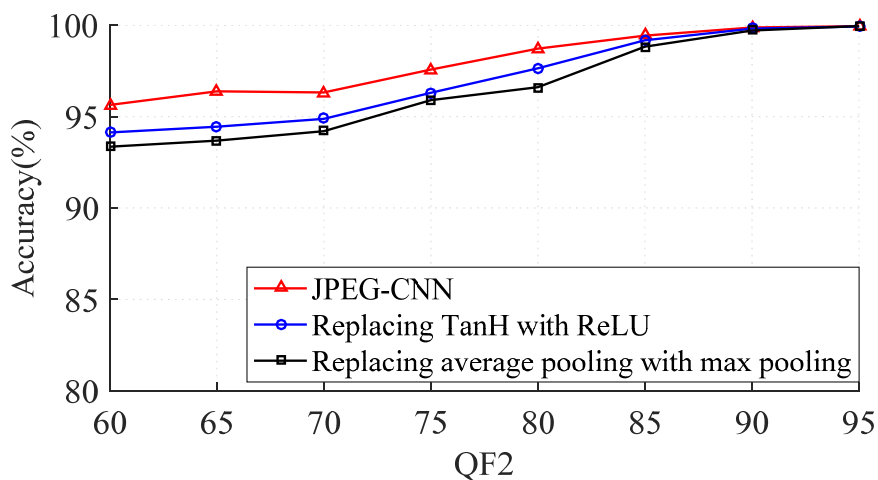 100
95
90
85
80
Accuracy(%)
JPEG-CNN
Replacing TanH with ReLU
Replacing average pooling with max pooling
60 65 70 75 80 85 90 95
QF2